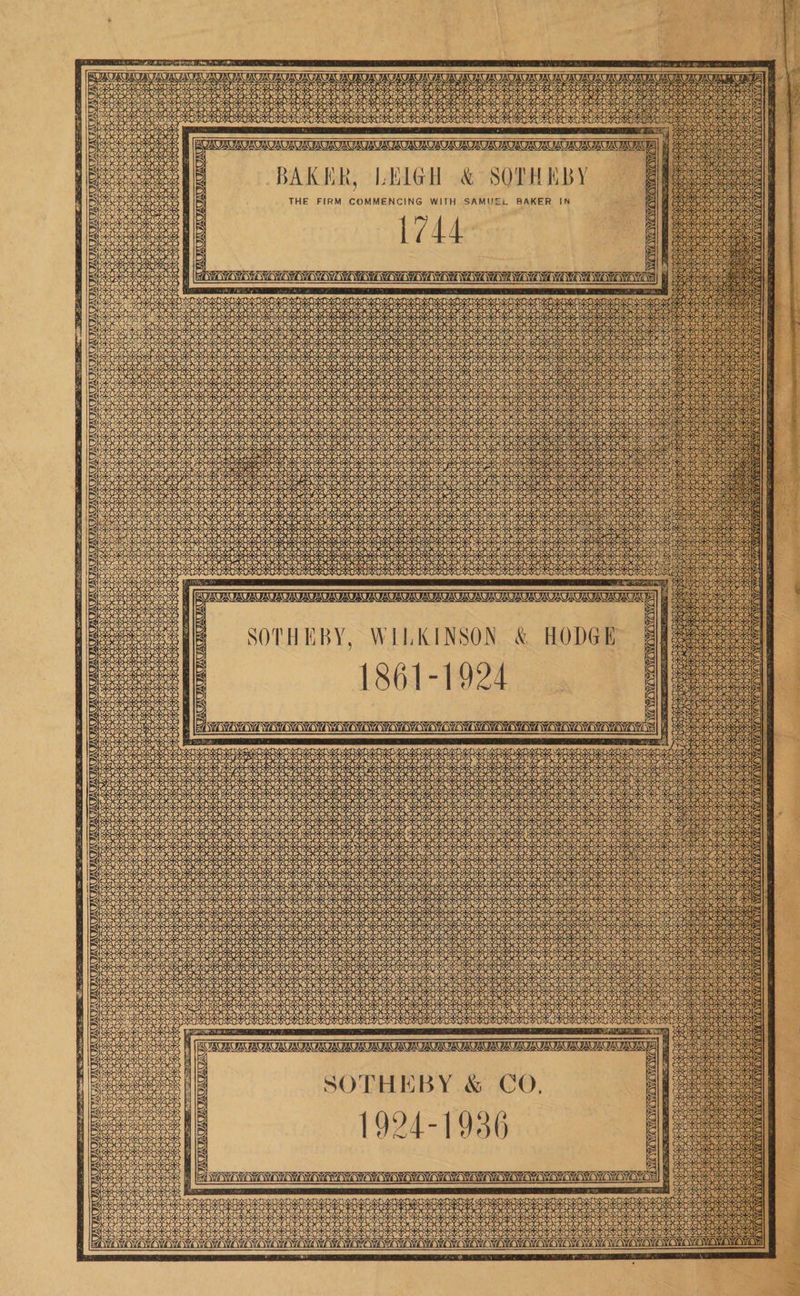 BAKER, LEIGH & SOTHEBY
THE FIRM COMMENCING WITH SAMUEL BAKER IN
1744
SOTHEBY, WILKINSON & HODGE
1861-1924
SOTHEBY & CO.
1924-1936